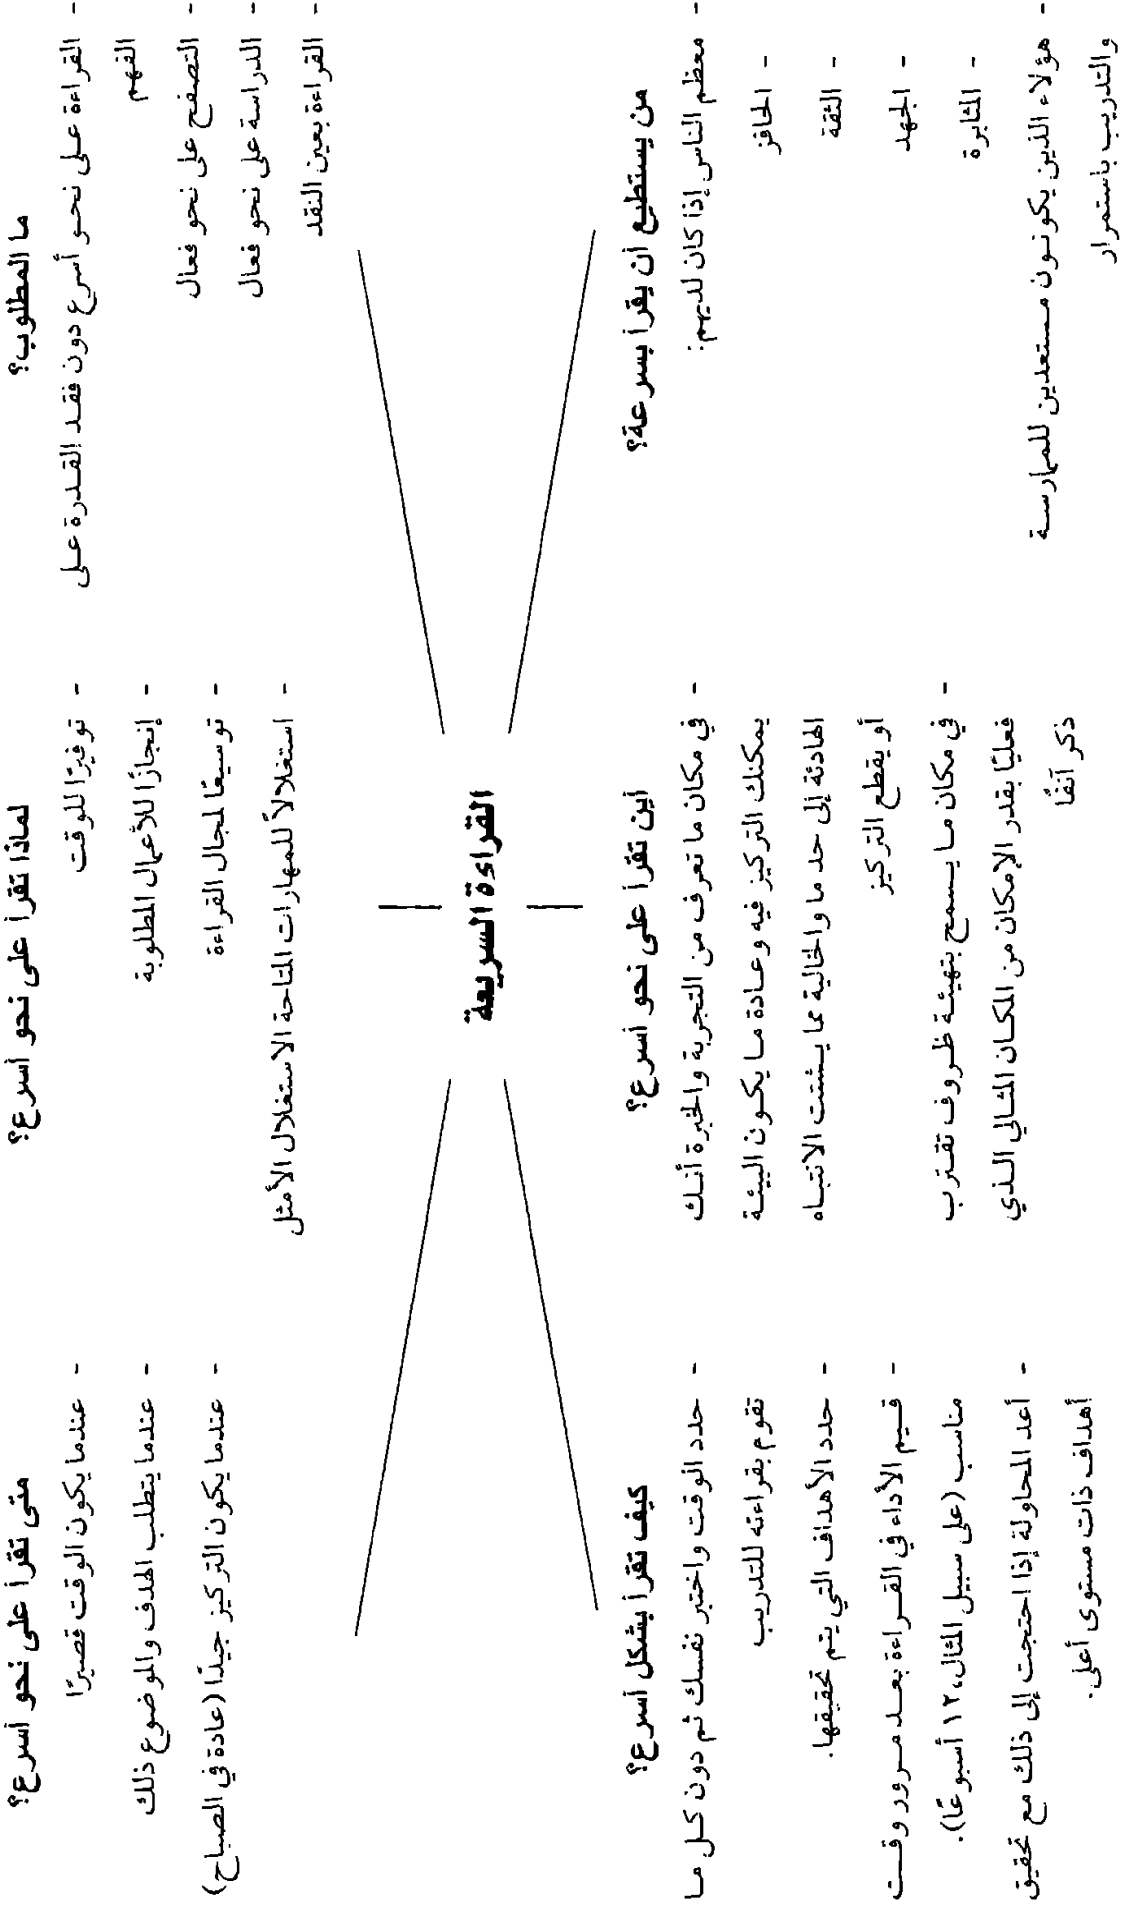 ما المطلوب؟
- القراءة على نحو أسرع دون فقد القدرة على
الفهم
- التصفح على نحو فعال
- الدراسة على نحو فعال
- القراءة بعين النقد
لماذا تقرأ على نحو أسرع؟
- توفيرًا للوقت
- إنجازًا للأعمال المطلوبة
- توسيعًا لمجال القراءة
- استغلالاً للمهارات المتاحة الاستغلال الأمثل
متى تقرأ على نحو أسرع؟
- عندما يكون الوقت قصيرًا
- عندما يتطلب الهدف والموضوع ذلك
- عندما يكون التركيز جيدًا (عادة في الصباح)
القراءة السريعة
من يستطيع أن يقرأ بسرعة؟
- معظم الناس إذا كان لديهم:
- الحافز
- الثقة
- الجهد
- المثابرة
- هؤلاء الذين يكونون مستعدين للممارسة
والتدريب باستمرار
أين تقرأ على نحو أسرع؟
- في مكان ما تعرف من التجربة والخبرة أنك
يمكنك التركيز فيه وعادة ما يكون البيئة
الهادئة إلى حد ما والخالية مما يشتت الانتباه
أو يقطع التركيز
- في مكان ما يسمح بتهيئة ظروف تقترب
فعليًا بقدر الإمكان من المكان المثالي الذي
ذكر آنفًا
كيف تقرأ بشكل أسرع؟
- حدد الوقت واختبر نفسك ثم دون كل ما
تقوم بقراءته للتدريب
- حدد الأهداف التي يتم تحقيقها.
- قيم الأداء في القراءة بعد مرور وقت
مناسب (على سبيل المثال، ١٢ أسبوعًا).
- أعد المحاولة إذا احتجت إلى ذلك مع تحقيق
أهداف ذات مستوى أعلى.